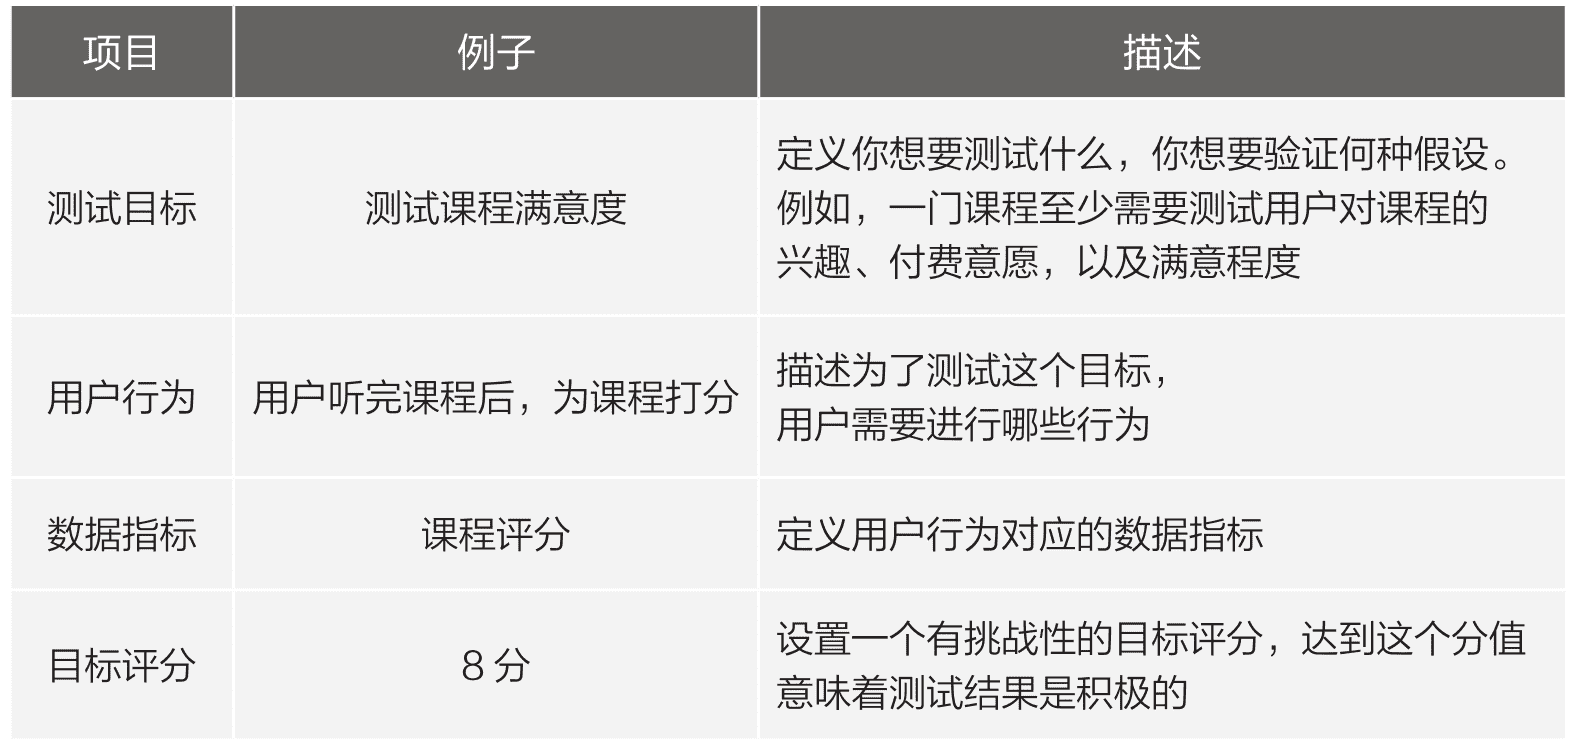 项目
例子
描述
测试目标
测试课程满意度
定义你想要测试什么，你想要验证何种假设。
例如，一门课程至少需要测试用户对课程的
兴趣、付费意愿，以及满意程度
用户行为
用户听完课程后，为课程打分
描述为了测试这个目标，
用户需要进行哪些行为
数据指标
课程评分
定义用户行为对应的数据指标
目标评分
8 分
设置一个有挑战性的目标评分，达到这个分值
意味着测试结果是积极的